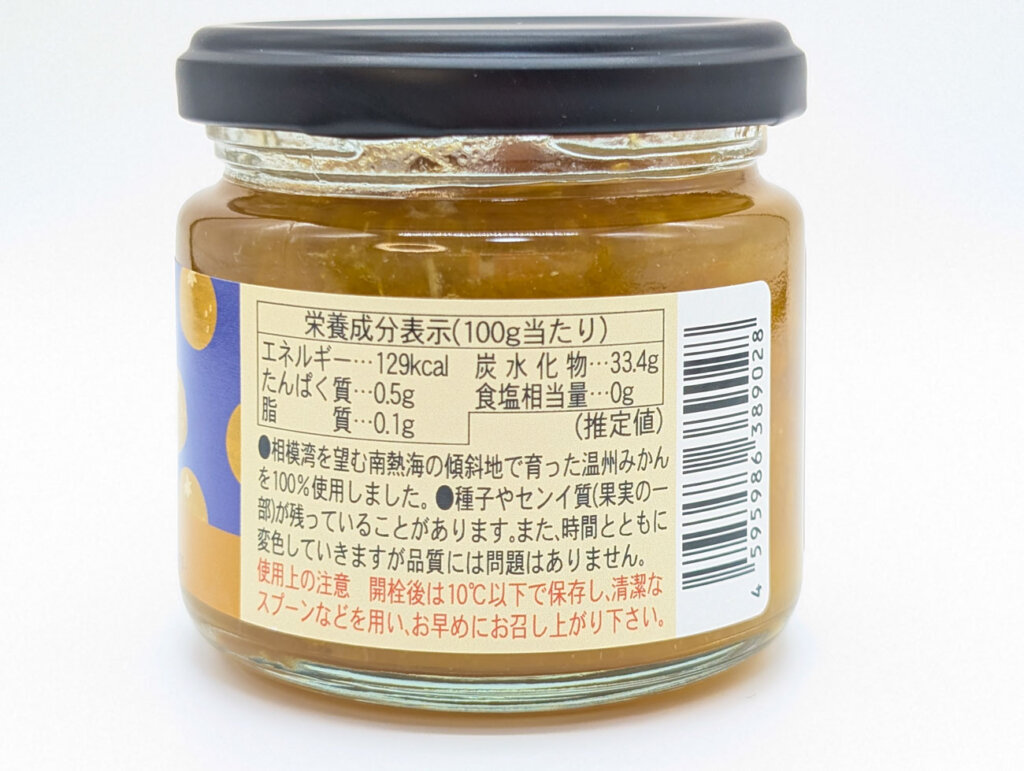 栄養成分表示(100g当たり)
エネルギー…129kcal 炭水化物…33.4g
たんぱく質…0.5g 食塩相当量…0g
脂質…0.1g (推定値)
●相模湾を望む南熱海の傾斜地で育った温州みかん
を100%使用しました。●種子やセンイ質(果実の一
部)が残っていることがあります。また、時間とともに
変色していきますが品質には問題はありません。
使用上の注意 開栓後は10℃以下で保存し、清潔な
スプーンなどを用い、お早めにお召し上がり下さい。
4595986389028